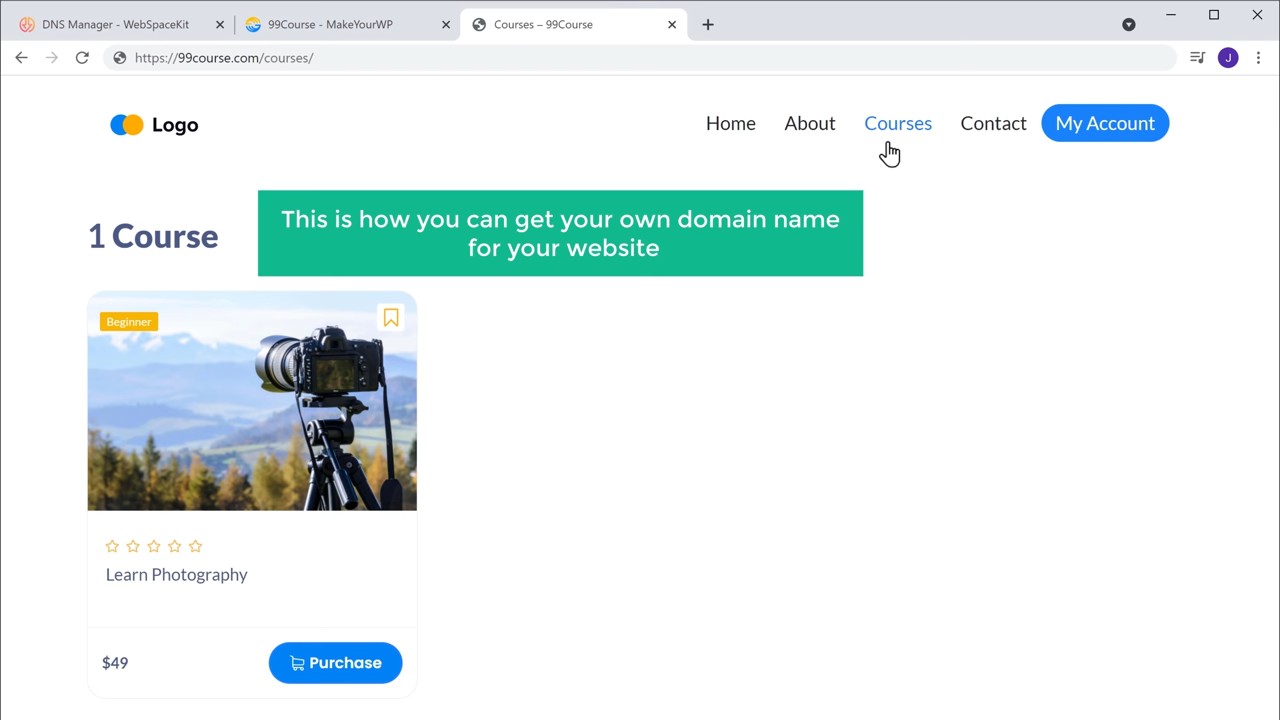 DNS Manager - WebSpaceKit
99Course - MakeYourWP
Courses – 99Course
https://99course.com/courses/
J
Logo
Home
About
Courses
Contact
My Account
1 Course
This is how you can get your own domain name
for your website
Beginner
Learn Photography
$49
Purchase